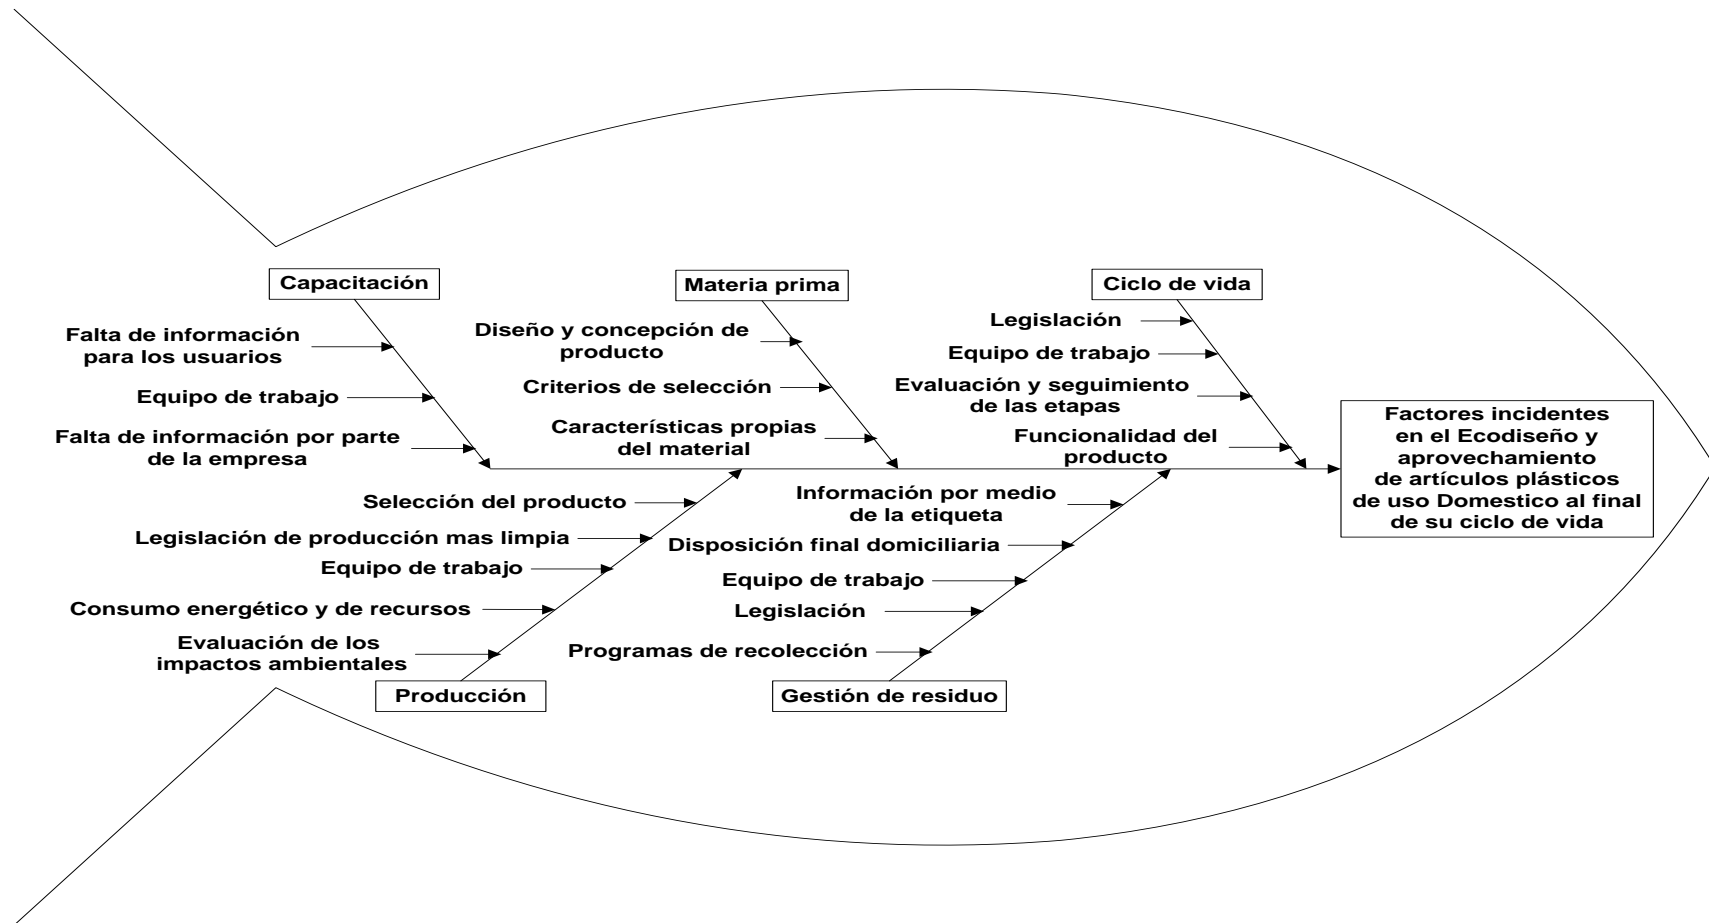 Capacitación
Falta de información
para los usuarios
Equipo de trabajo
Falta de información por parte
de la empresa
Materia prima
Diseño y concepción de
producto
Criterios de selección
Características propias
del material
Ciclo de vida
Legislación
Equipo de trabajo
Evaluación y seguimiento
de las etapas
Funcionalidad del
producto
Factores incidentes
en el Ecodiseño y
aprovechamiento
de artículos plásticos
de uso Domestico al final
de su ciclo de vida
Selección del producto
Legislación de producción mas limpia
Equipo de trabajo
Consumo energético y de recursos
Evaluación de los
impactos ambientales
Producción
Información por medio
de la etiqueta
Disposición final domiciliaria
Equipo de trabajo
Legislación
Programas de recolección
Gestión de residuo